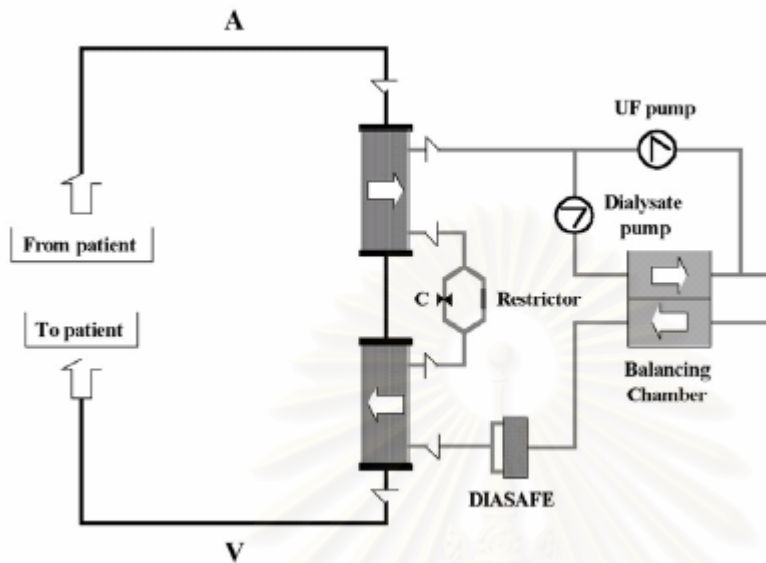 A
UF pump
Dialysate
pump
From patient
C
Restrictor
To patient
Balancing
Chamber
DIASAFE
V